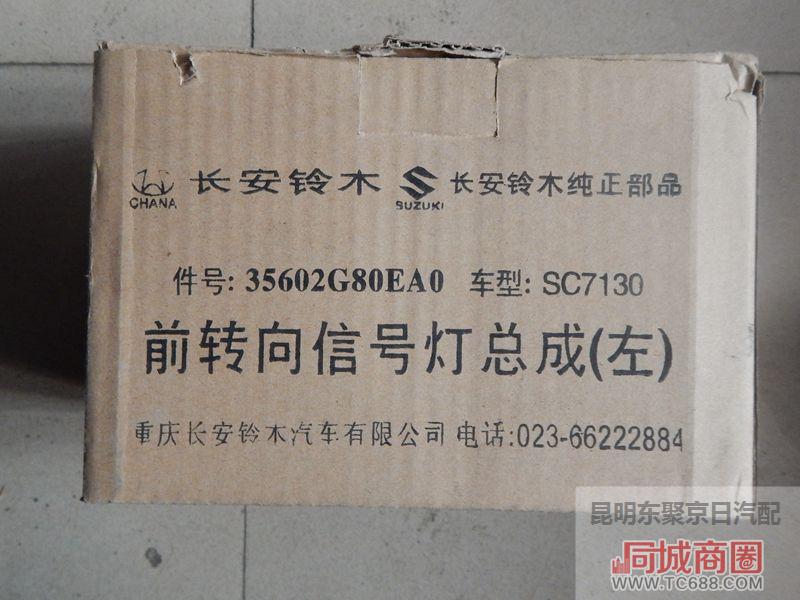 CHANA 长安铃木 SUZUKI 长安铃木纯正部品
件号: 35602G80EA0 车型: SC7130
前转向信号灯总成(左)
重庆长安铃木汽车有限公司 电话:023-66222884
昆明东聚京日汽配
同城商圈
WWW.TC688.COM